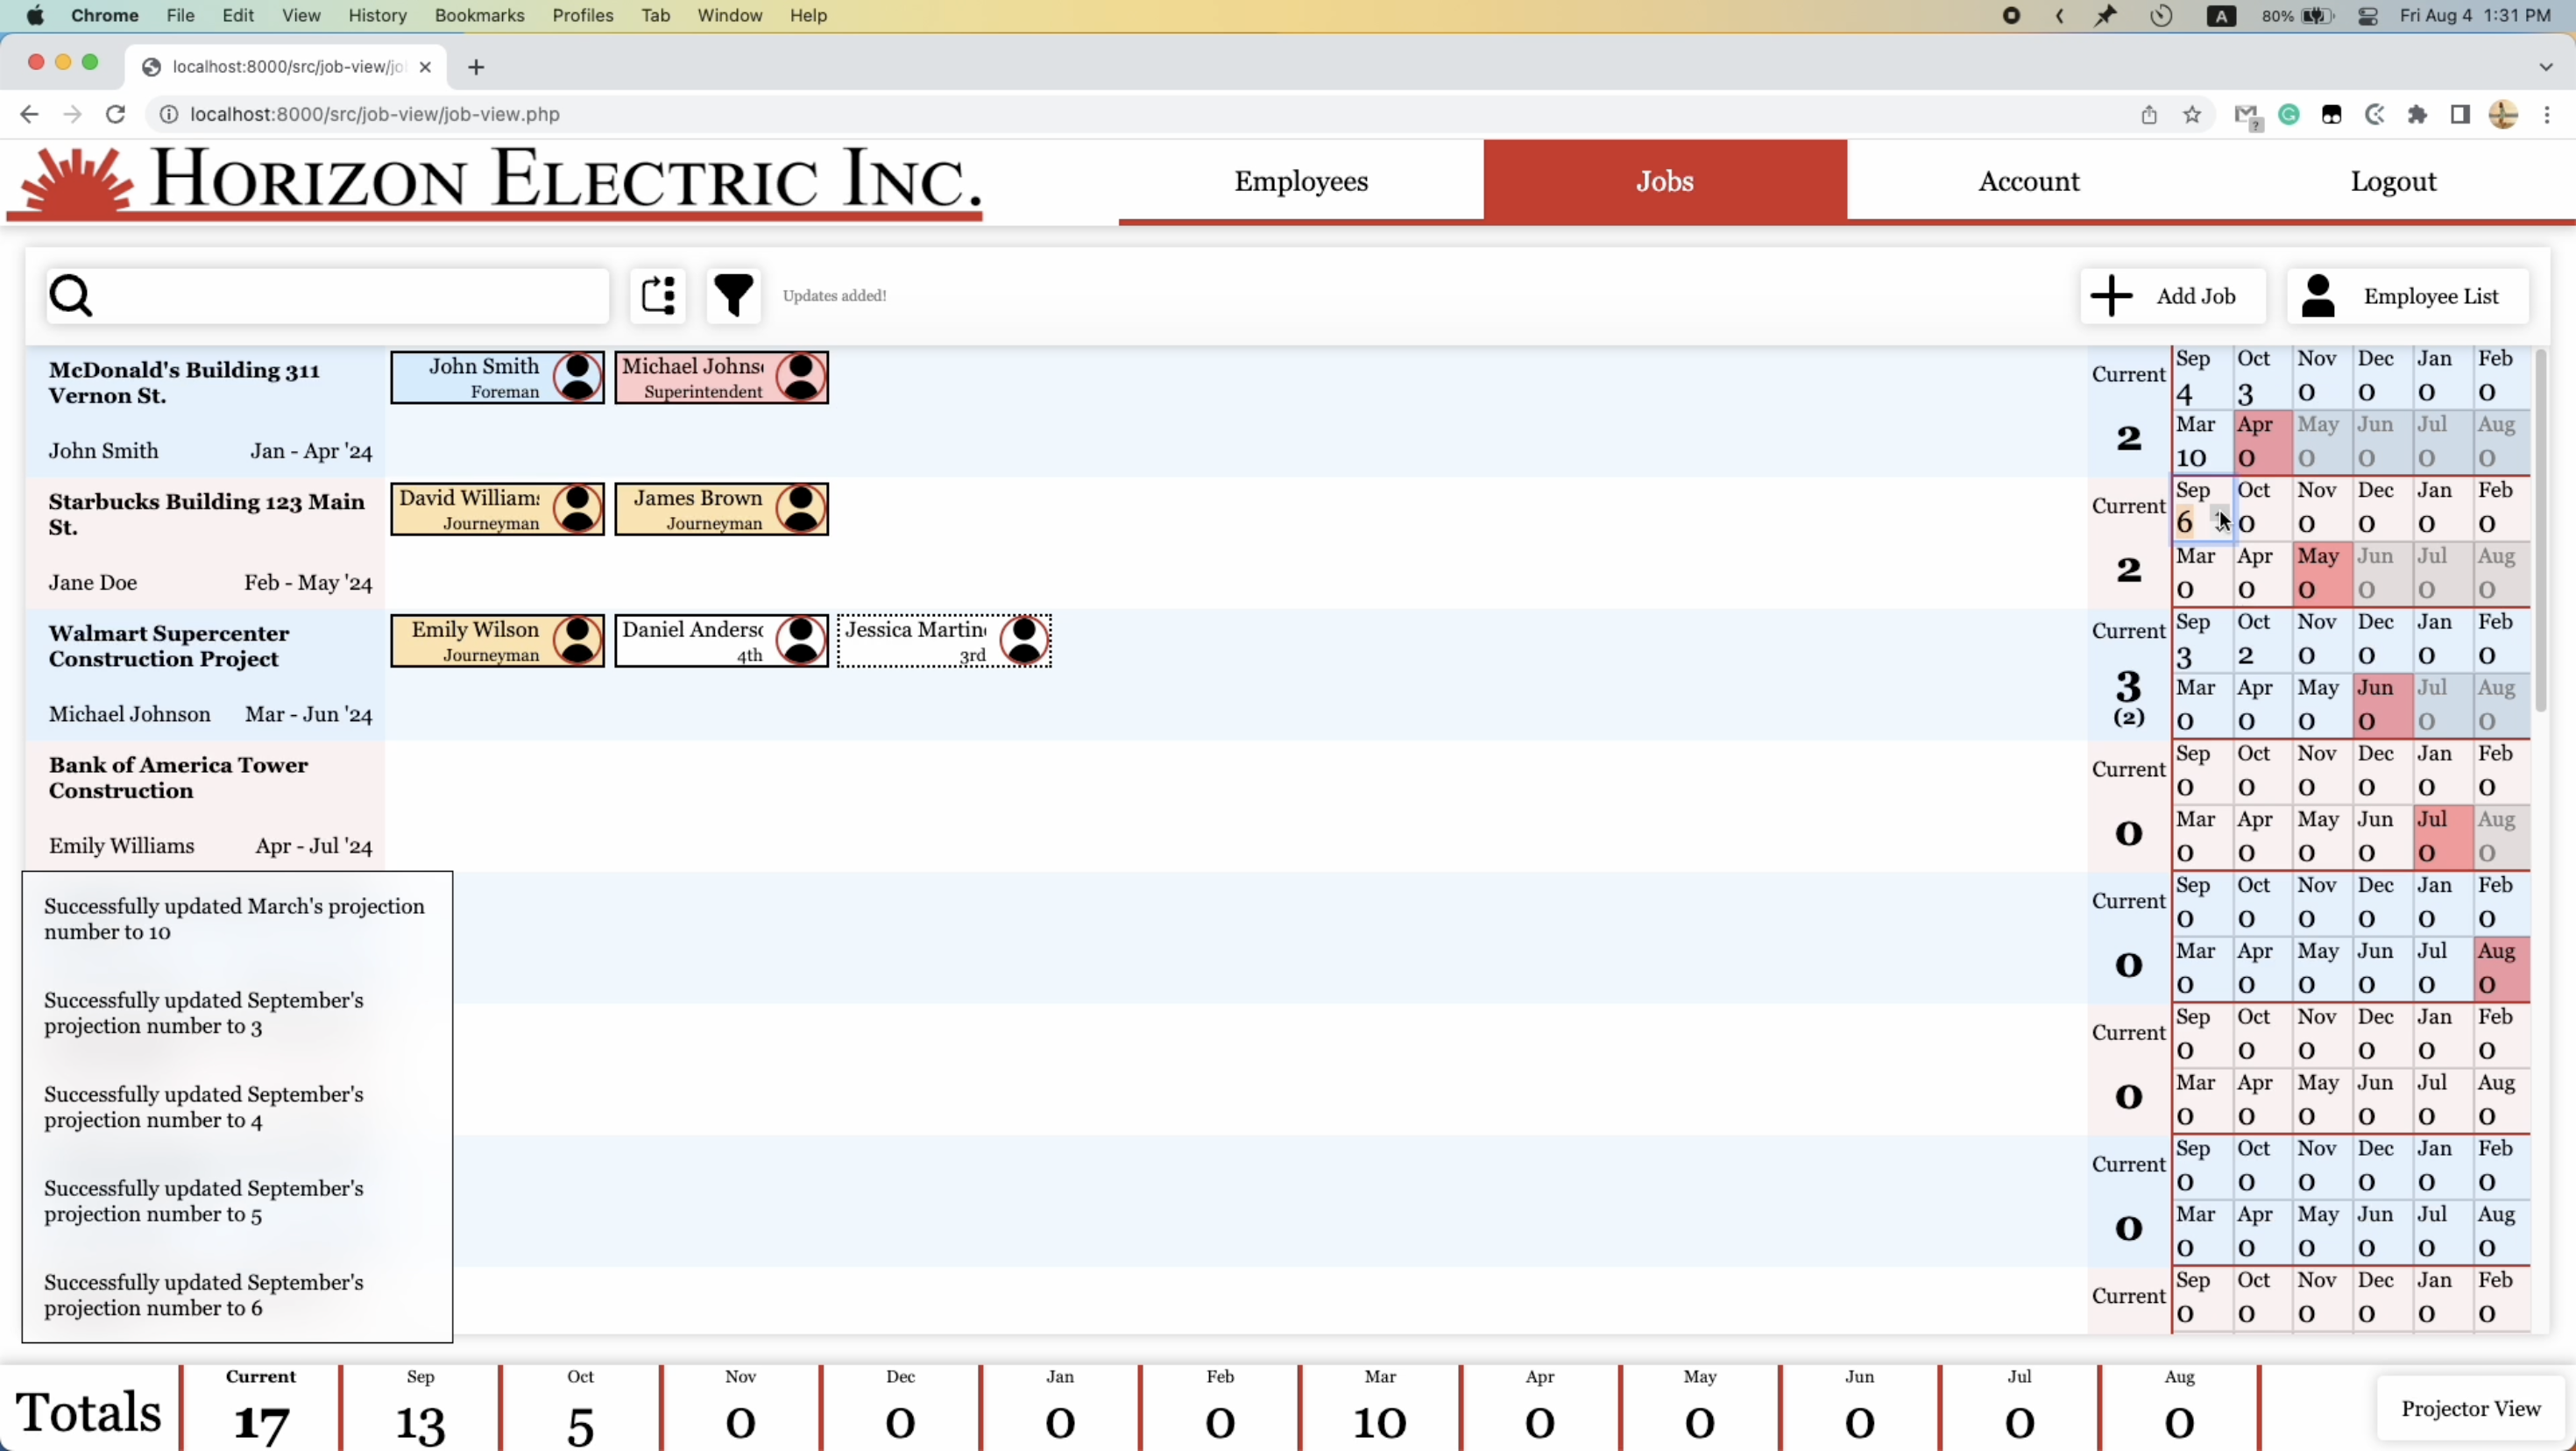 Chrome File Edit View History Bookmarks Profiles Tab Window Help A 80% Fri Aug 4 1:31 PM
localhost:8000/src/job-view/jo
localhost:8000/src/job-view/job-view.php
HORIZON ELECTRIC INC. Employees Jobs Account Logout
Updates added! Add Job Employee List
McDonald's Building 311
Vernon St.
John Smith Jan - Apr '24
John Smith
Foreman
Michael Johns
Superintendent
Current
2
Sep Oct Nov Dec Jan Feb
4 3 0 0 0 0
Mar Apr May Jun Jul Aug
10 0 0 0 0 0
Starbucks Building 123 Main
St.
Jane Doe Feb - May '24
David Williams
Journeyman
James Brown
Journeyman
Current
2
Sep Oct Nov Dec Jan Feb
6 0 0 0 0 0
Mar Apr May Jun Jul Aug
0 0 0 0 0 0
Walmart Supercenter
Construction Project
Michael Johnson Mar - Jun '24
Emily Wilson
Journeyman
Daniel Anders
4th
Jessica Martin
3rd
Current
3
(2)
Sep Oct Nov Dec Jan Feb
3 2 0 0 0 0
Mar Apr May Jun Jul Aug
0 0 0 0 0 0
Bank of America Tower
Construction
Emily Williams Apr - Jul '24
Current
0
Sep Oct Nov Dec Jan Feb
0 0 0 0 0 0
Mar Apr May Jun Jul Aug
0 0 0 0 0 0
Current
0
Sep Oct Nov Dec Jan Feb
0 0 0 0 0 0
Mar Apr May Jun Jul Aug
0 0 0 0 0 0
Current
0
Sep Oct Nov Dec Jan Feb
0 0 0 0 0 0
Mar Apr May Jun Jul Aug
0 0 0 0 0 0
Current
0
Sep Oct Nov Dec Jan Feb
0 0 0 0 0 0
Mar Apr May Jun Jul Aug
0 0 0 0 0 0
Current
Sep Oct Nov Dec Jan Feb
0 0 0 0 0 0
Successfully updated March's projection
number to 10
Successfully updated September's
projection number to 3
Successfully updated September's
projection number to 4
Successfully updated September's
projection number to 5
Successfully updated September's
projection number to 6
Totals
Current Sep Oct Nov Dec Jan Feb Mar Apr May Jun Jul Aug
17 13 5 0 0 0 0 10 0 0 0 0 0
Projector View